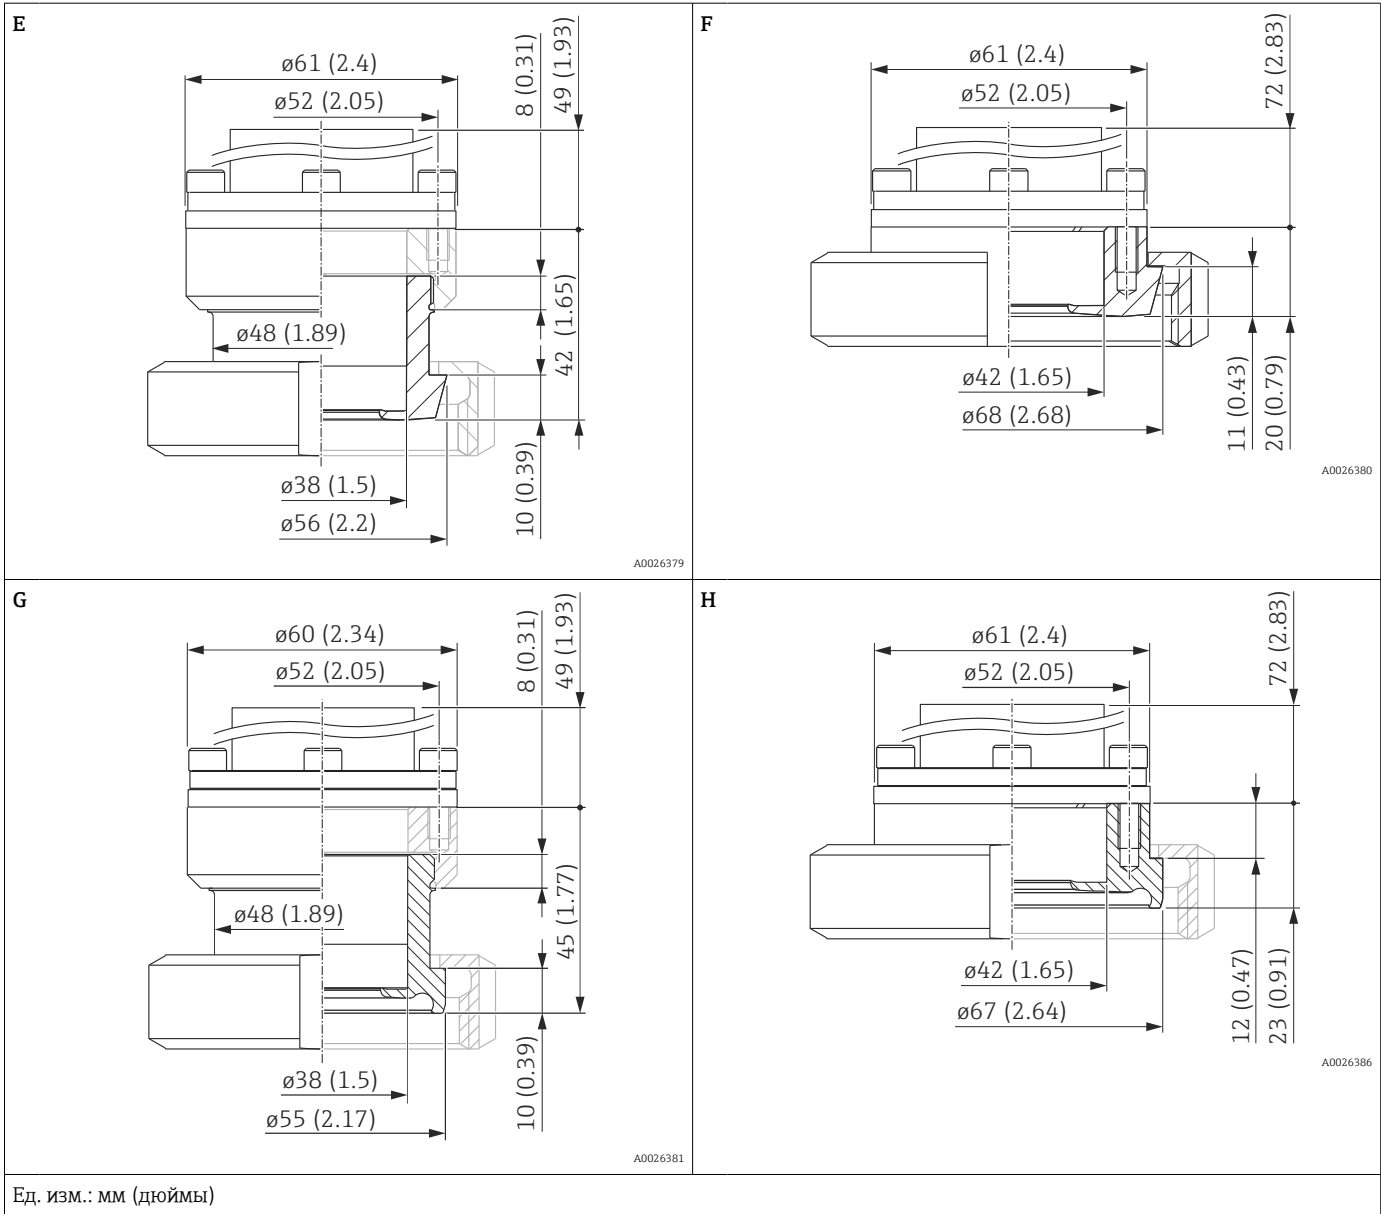 E
ø61 (2.4)
ø52 (2.05)
8 (0.31)
49 (1.93)
ø48 (1.89)
42 (1.65)
ø38 (1.5)
ø56 (2.2)
10 (0.39)
A0026379
F
ø61 (2.4)
ø52 (2.05)
72 (2.83)
ø42 (1.65)
ø68 (2.68)
11 (0.43)
20 (0.79)
A0026380
G
ø60 (2.34)
ø52 (2.05)
8 (0.31)
49 (1.93)
ø48 (1.89)
45 (1.77)
ø38 (1.5)
ø55 (2.17)
10 (0.39)
A0026381
H
ø61 (2.4)
ø52 (2.05)
72 (2.83)
ø42 (1.65)
ø67 (2.64)
12 (0.47)
23 (0.91)
A0026386
Ед. изм.: мм (дюймы)